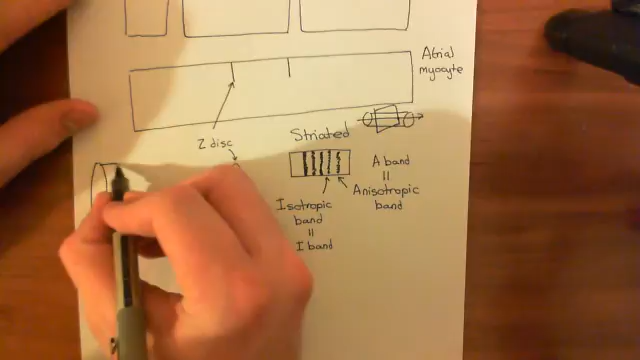 Atrial
myocyte
Z disc
Striated
A band
=
Anisotropic
band
Isotropic
band
=
I band